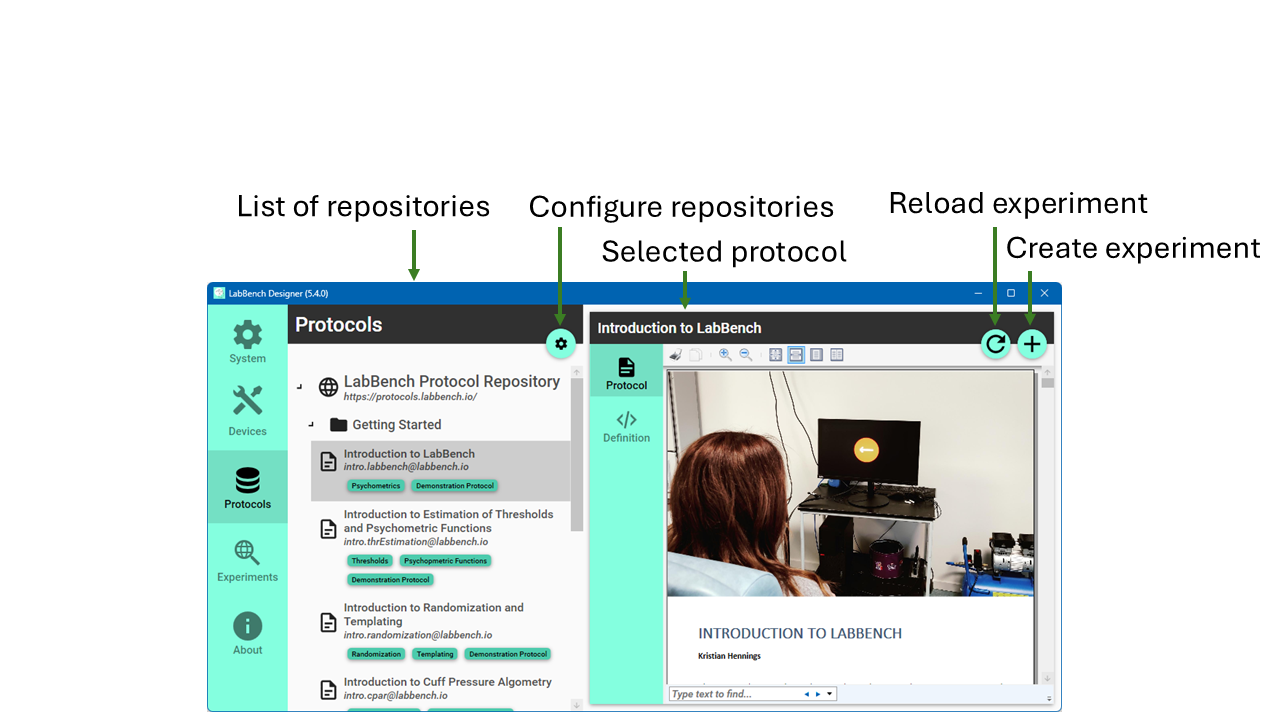 List of repositories
Configure repositories
Reload experiment
Selected protocol
Create experiment
LabBench Designer (5.4.0)
System
Devices
Protocols
Experiments
About
Protocols
LabBench Protocol Repository
https://protocols.labbench.io/
Getting Started
Introduction to LabBench
intro.labbench@labbench.io
Psychometrics
Demonstration Protocol
Introduction to Estimation of Thresholds
and Psychometric Functions
intro.thrEstimation@labbench.io
Thresholds
Psychopmetric Functions
Demonstration Protocol
Introduction to Randomization and
Templating
intro.randomization@labbench.io
Randomization
Templating
Demonstration Protocol
Introduction to Cuff Pressure Algometry
intro.cpar@labbench.io
Introduction to LabBench
Protocol
Definition
INTRODUCTION TO LABBENCH
Kristian Hennings
Type text to find...